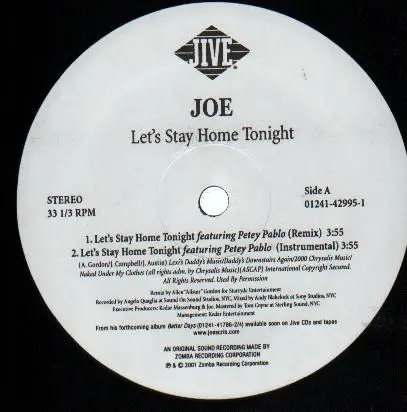 JIVE
JOE
Let's Stay Home Tonight
STEREO
33 1/3 RPM
Side A
01241-42995-1
1. Let's Stay Home Tonight featuring Petey Pablo (Remix) 3:55
2. Let's Stay Home Tonight featuring Petey Pablo (Instrumental) 3:55
(A. Gordon/J. Campbell/J. Austin) Lexi's Daddy's Music/Daddy's Downstairs Again/2000 Chrysalis Music/
Naked Under My Clothes (all rights adm. by Chrysalis Music)(ASCAP) International Copyright Secured.
All Rights Reserved. Used By Permission
Remix by Allen "Allstar" Gordon for Starryde Entertainment
Recorded by Angela Quaglia at Sound On Sound Studios, NYC. Mixed by Andy Blakelock at Sony Studios, NYC
Executive Producers: Kedar Massenburg & Joe; Mastered by Tom Coyne at Sterling Sound, NYC
Management: Kedar Entertainment
From his forthcoming album Better Days (01241-41786-2/4) available soon on Jive CDs and tapes
www.joescrib.com
AN ORIGINAL SOUND RECORDING MADE BY
ZOMBA RECORDING CORPORATION
℗ & © 2001 Zomba Recording Corporation